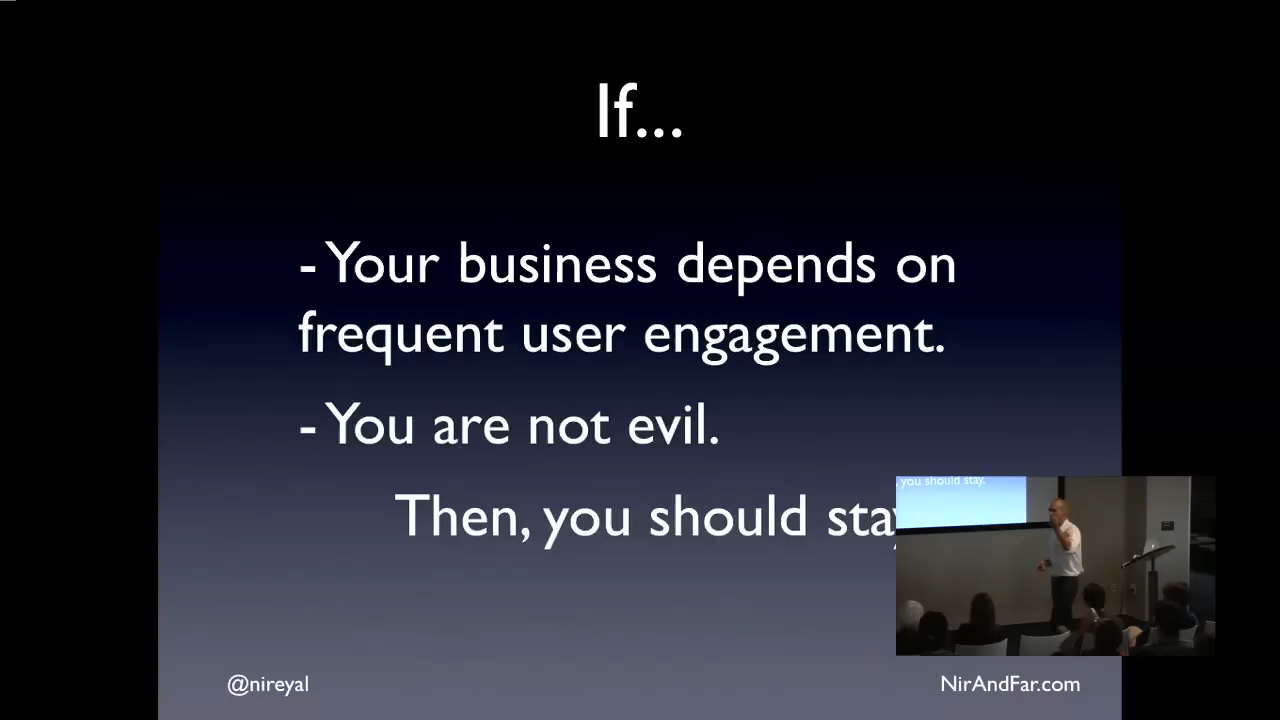 If...
- Your business depends on
frequent user engagement.
- You are not evil.
Then, you should stay
you should stay.
@nireyal
NirAndFar.com